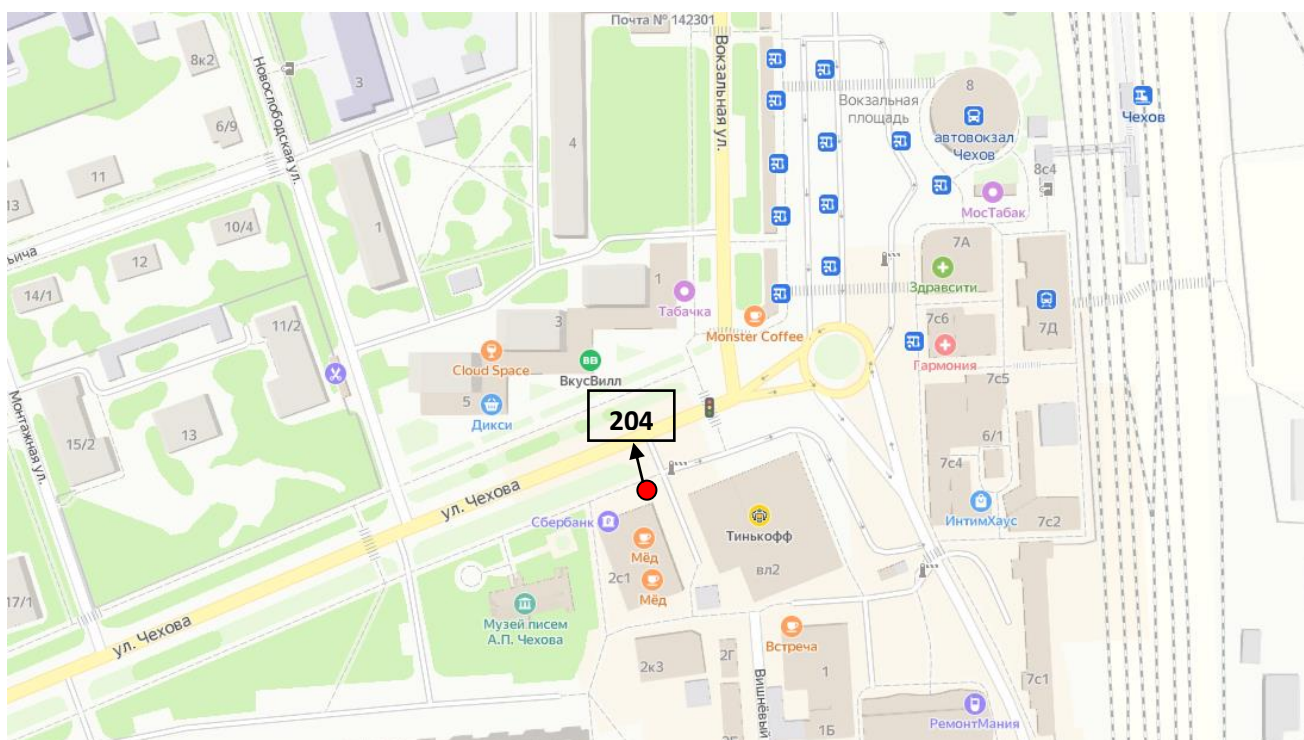 Почта № 142301
8к2
3
Новослободская ул.
Вокзальная ул.
6/9
4
Вокзальная
площадь
8
автовокзал
Чехов
Чехов
8с4
11
13
МосТабак
10/4
1
7А
ьича
12
Здравсити
14/1
1
Табачка
7Д
11/2
3
7с6
Monster Coffee
Гармония
Cloud Space
ВкусВилл
7с5
5
Дикси
204
6/1
Монтажная ул.
15/2
13
7с4
ул. Чехова
Сбербанк
Тинькофф
ИнтимХаус
7с2
Мёд
2с1
вл2
Мёд
17/1
Музей писем
А.П. Чехова
ул. Чехова
Встреча
2к3
2Г
Вишнёвый
1
7с1
РемонтМания
1Б